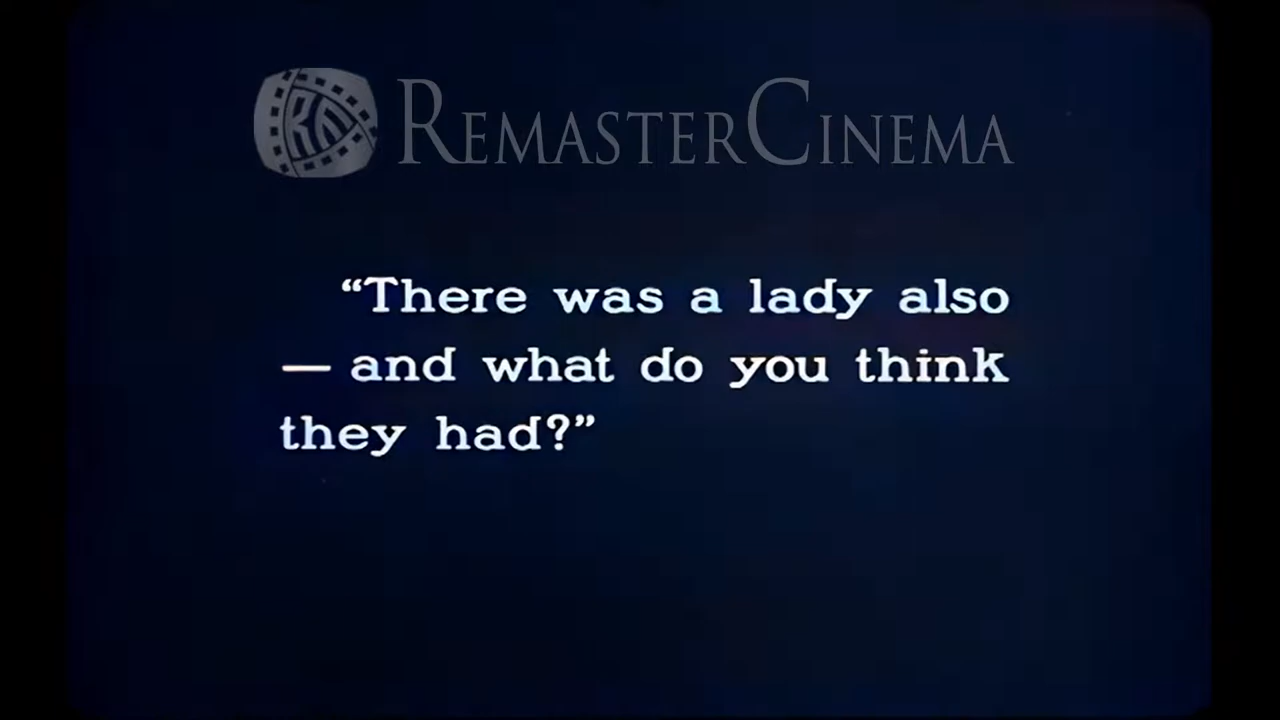 REMASTERCINEMA
“There was a lady also
— and what do you think
they had?”